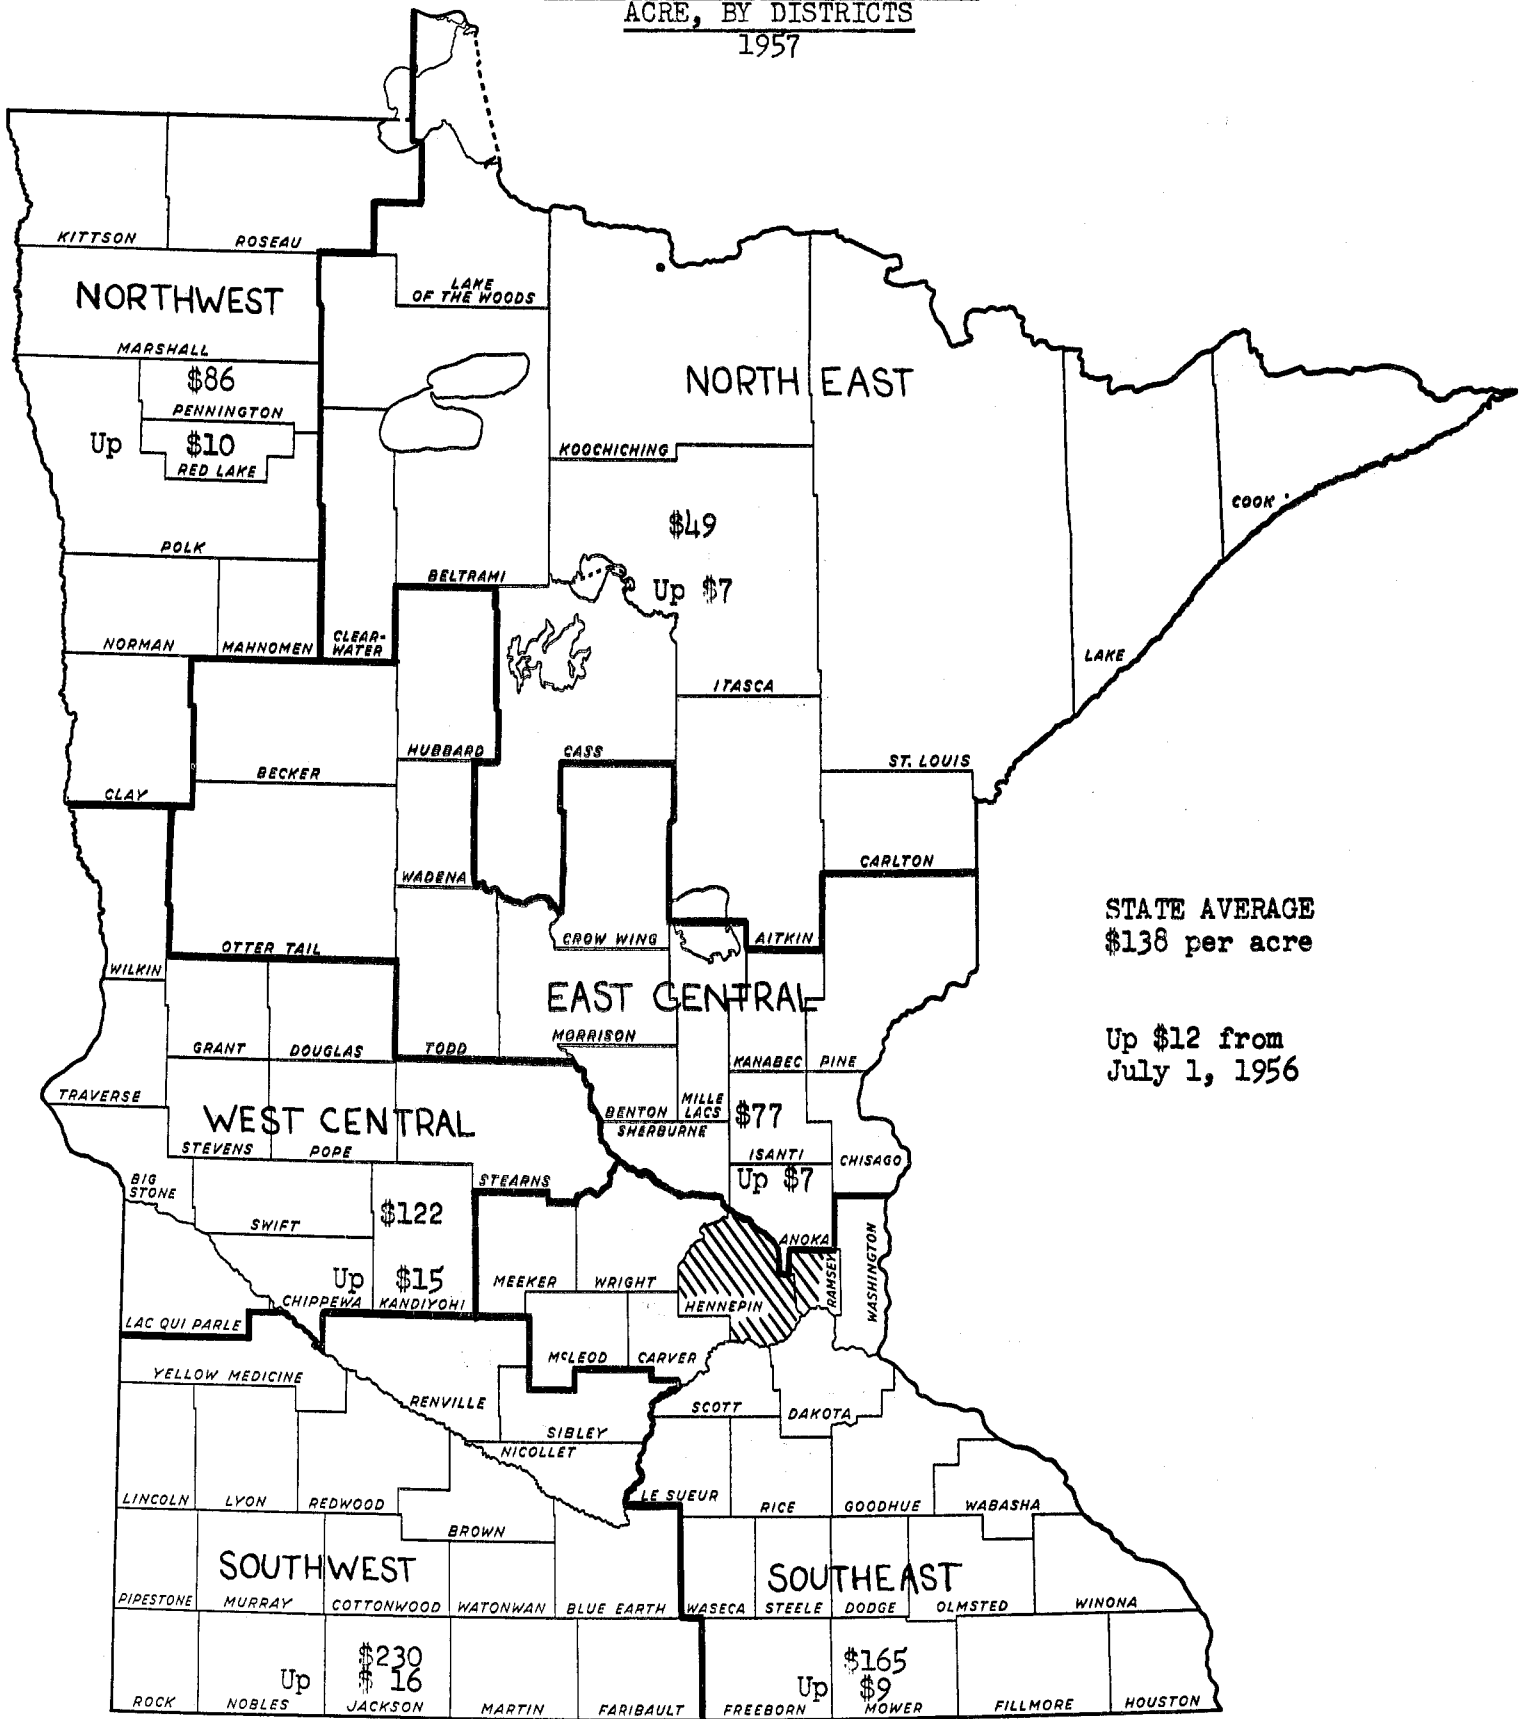 ACRE, BY DISTRICTS
1957
KITTSON
ROSEAU
NORTHWEST
LAKE
OF THE WOODS
MARSHALL
$86
PENNINGTON
Up $10
RED LAKE
NORTH EAST
KOOCHICHING
COOK
$49
Up $7
POLK
BELTRAMI
NORMAN
MAHNOMEN
CLEAR-
WATER
LAKE
ITASCA
HUBBARD
CASS
ST. LOUIS
BECKER
CLAY
CARLTON
WADENA
STATE AVERAGE
$138 per acre
Up $12 from
July 1, 1956
OTTER TAIL
CROW WING
AITKIN
WILKIN
EAST CENTRAL
GRANT
DOUGLAS
TODD
MORRISON
KANABEC
PINE
TRAVERSE
WEST CENTRAL
BENTON
MILLE
LACS
$77
SHERBURNE
STEVENS
POPE
ISANTI
CHISAGO
Up $7
BIG
STONE
STEARNS
SWIFT
$122
ANOKA
WASHINGTON
RAMSEY
Up $15
MEEKER
WRIGHT
CHIPPEWA
KANDIYOHI
HENNEPIN
LAC QUI PARLE
McLEOD
CARVER
YELLOW MEDICINE
RENVILLE
SCOTT
DAKOTA
SIBLEY
NICOLLET
LINCOLN
LYON
REDWOOD
LE SUEUR
RICE
GOODHUE
WABASHA
BROWN
SOUTHWEST
SOUTHEAST
PIPESTONE
MURRAY
COTTONWOOD
WATONWAN
BLUE EARTH
WASECA
STEELE
DODGE
OLMSTED
WINONA
$230
Up $16
$165
Up $9
ROCK
NOBLES
JACKSON
MARTIN
FARIBAULT
FREEBORN
MOWER
FILLMORE
HOUSTON